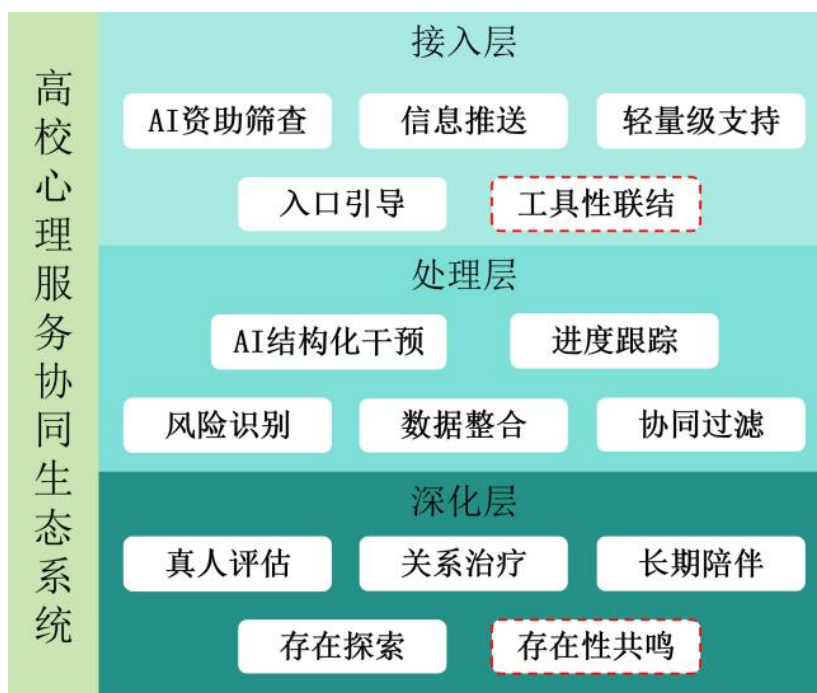 高校心理服务协同生态系统
接入层
AI资助筛查
信息推送
轻量级支持
入口引导
工具性联结
处理层
AI结构化干预
进度跟踪
风险识别
数据整合
协同过滤
深化层
真人评估
关系治疗
长期陪伴
存在探索
存在性共鸣